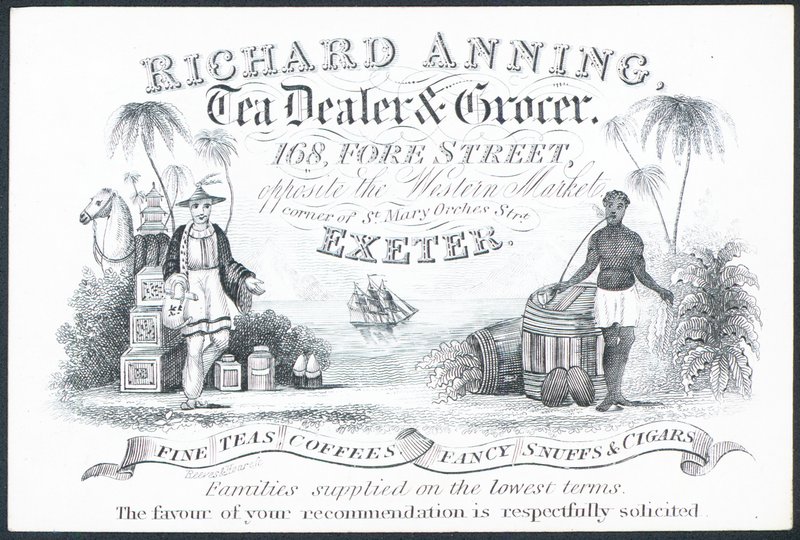 RICHARD ANNING,
Tea Dealer & Grocer.
168, FORE STREET,
opposite the Western Market,
corner of St. Mary Orches Strt.
EXETER.
FINE TEAS COFFEES FANCY SNUFFS & CIGARS
Families supplied on the lowest terms.
The favour of your recommendation is respectfully solicited.